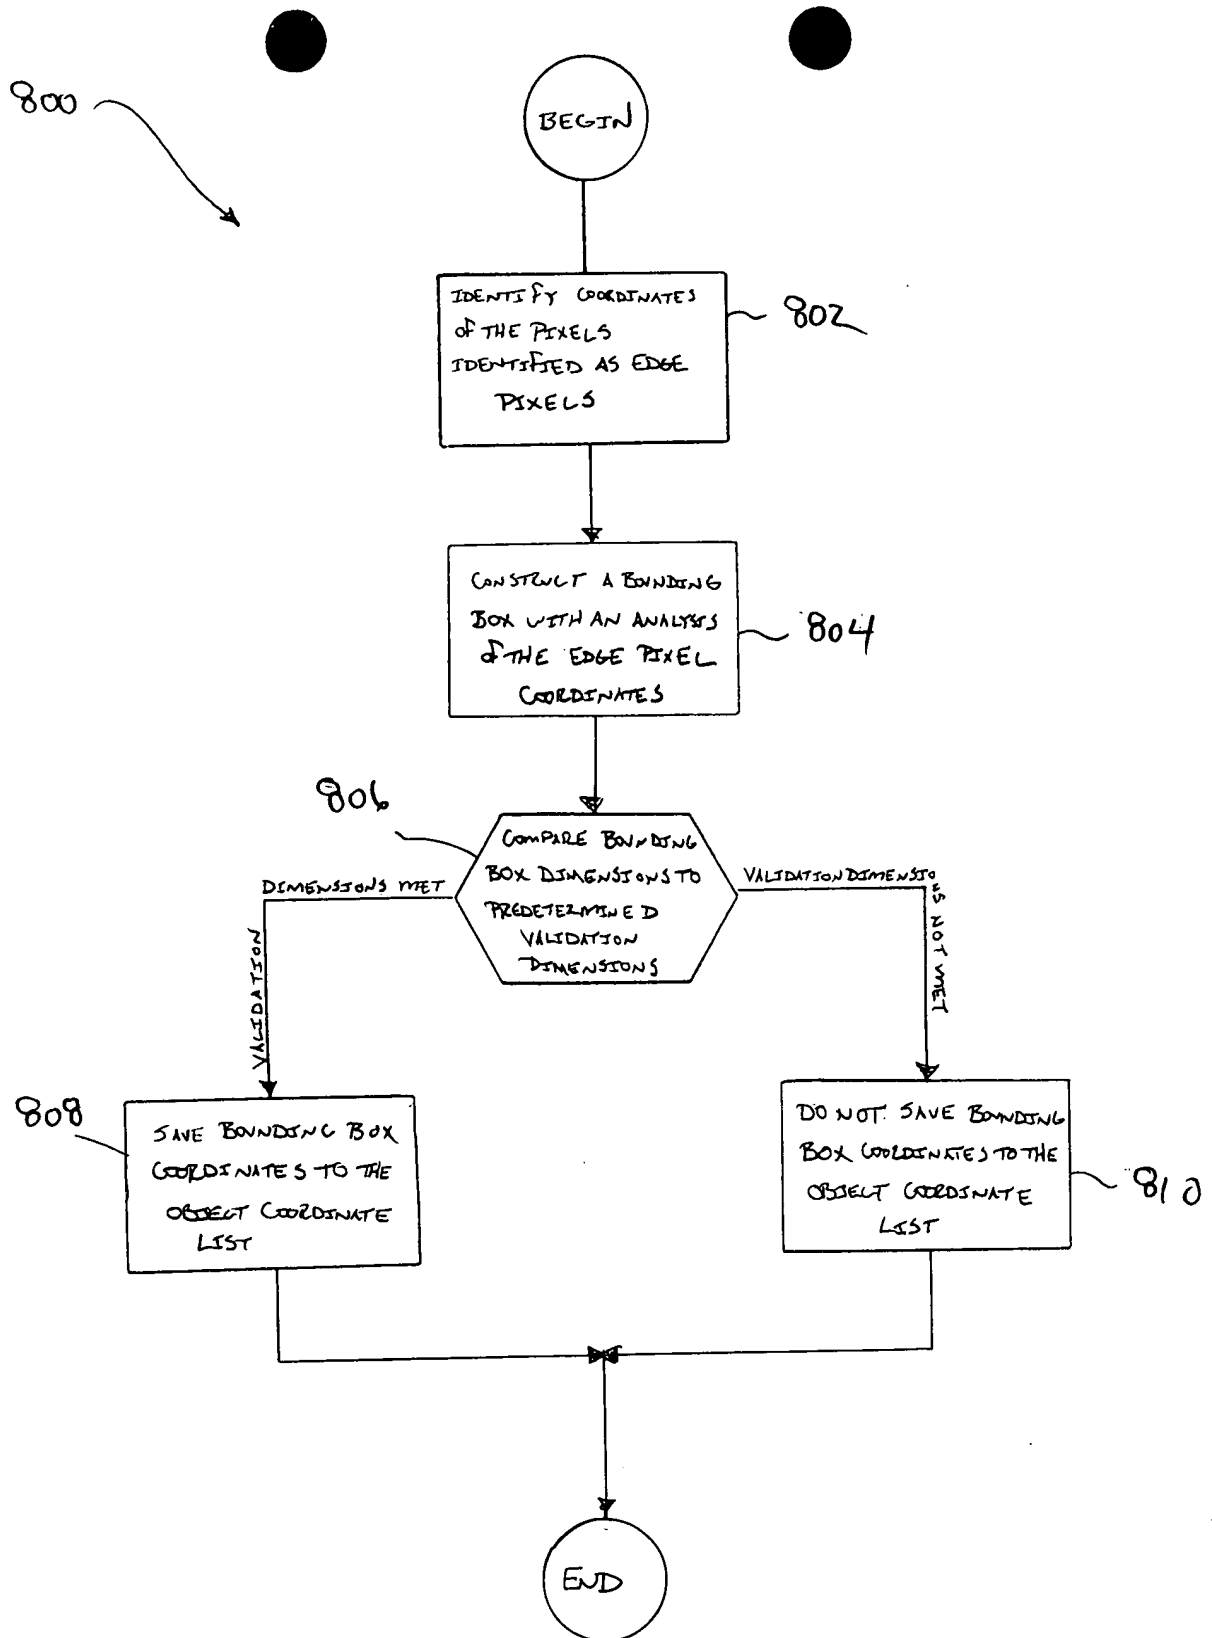 800
BEGIN
IDENTIFY COORDINATES
OF THE PIXELS
IDENTIFIED AS EDGE
PIXELS
802
CONSTRUCT A BOUNDING
BOX WITH AN ANALYSIS
OF THE EDGE PIXEL
COORDINATES
804
806
COMPARE BOUNDING
BOX DIMENSIONS TO
PREDETERMINED
VALIDATION
DIMENSIONS
VALIDATION
DIMENSIONS MET
VALIDATION DIMENSIO
NS NOT MET
808
SAVE BOUNDING BOX
COORDINATES TO THE
OBJECT COORDINATE
LIST
DO NOT SAVE BOUNDING
BOX COORDINATES TO THE
OBJECT COORDINATE
LIST
810
END